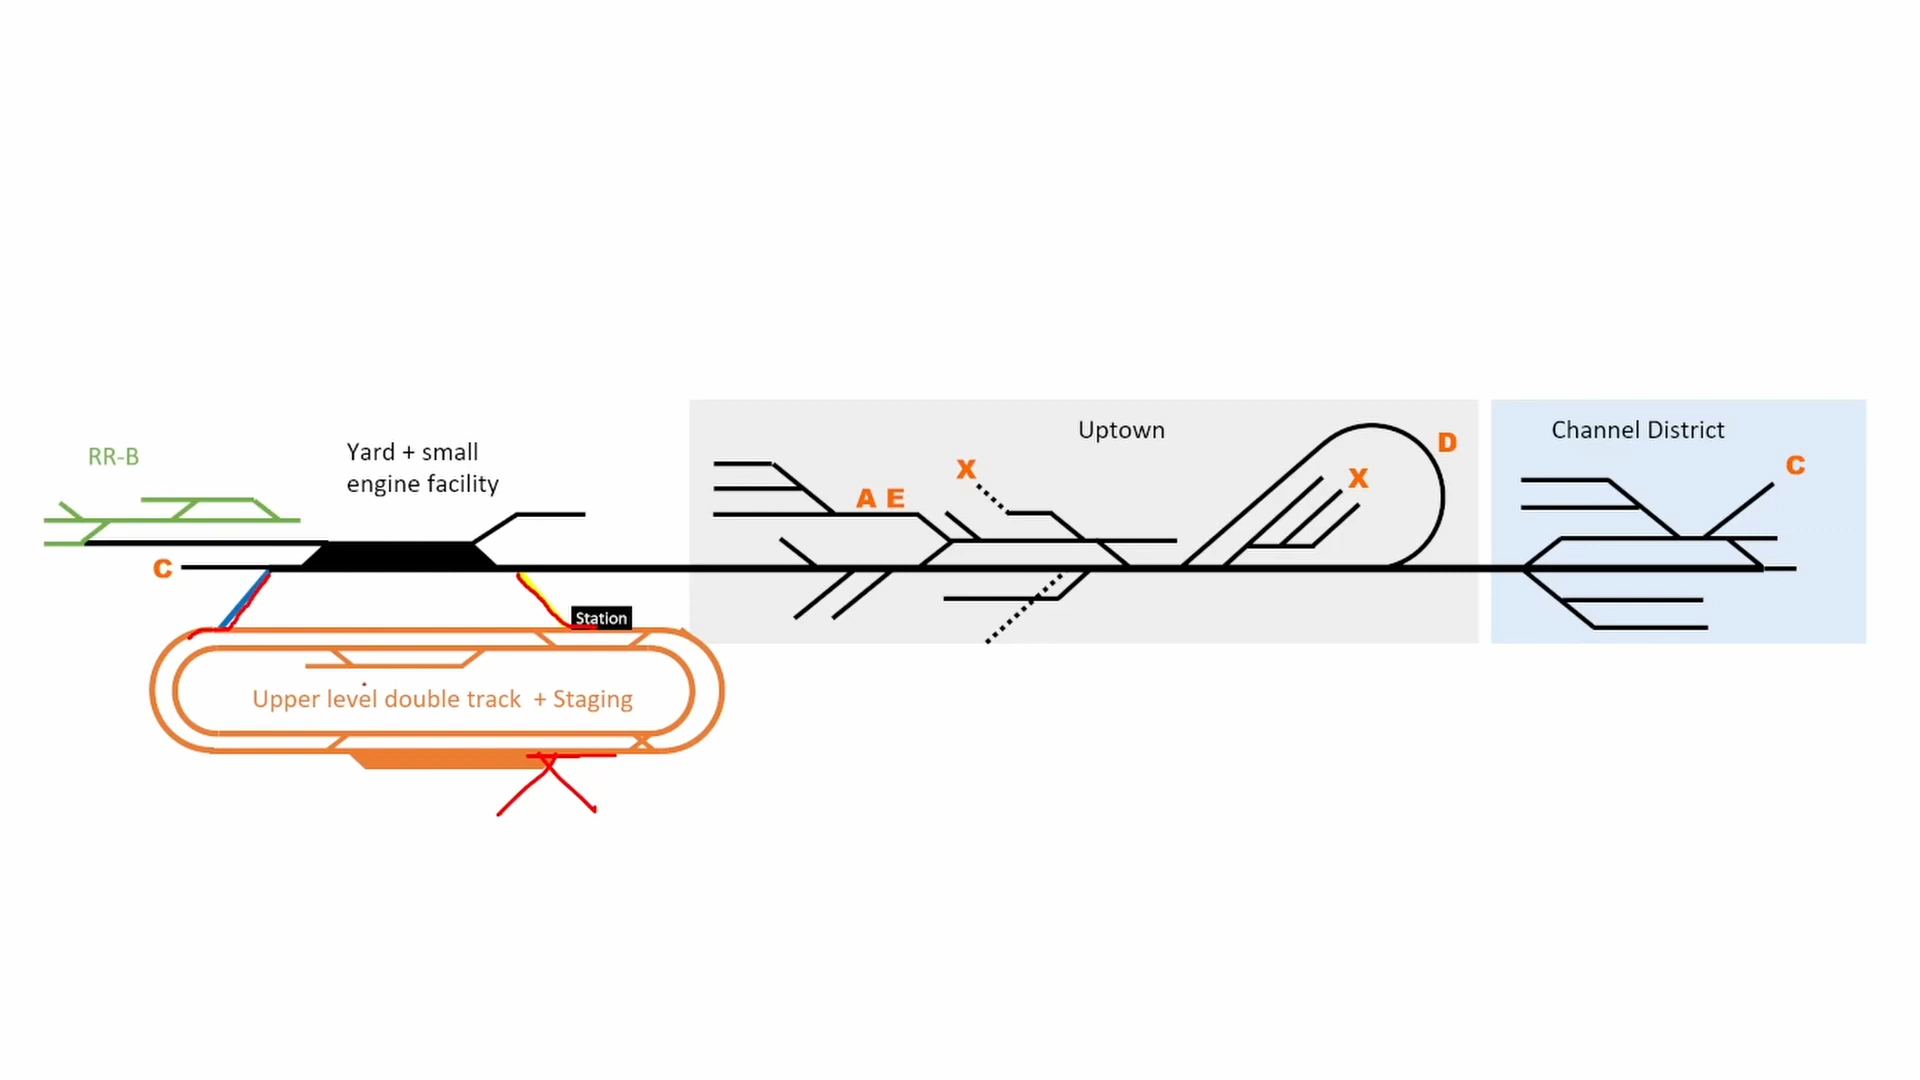 RR-B
Yard + small
engine facility
C
Station
Upper level double track + Staging
Uptown
A E
X
X
D
Channel District
C